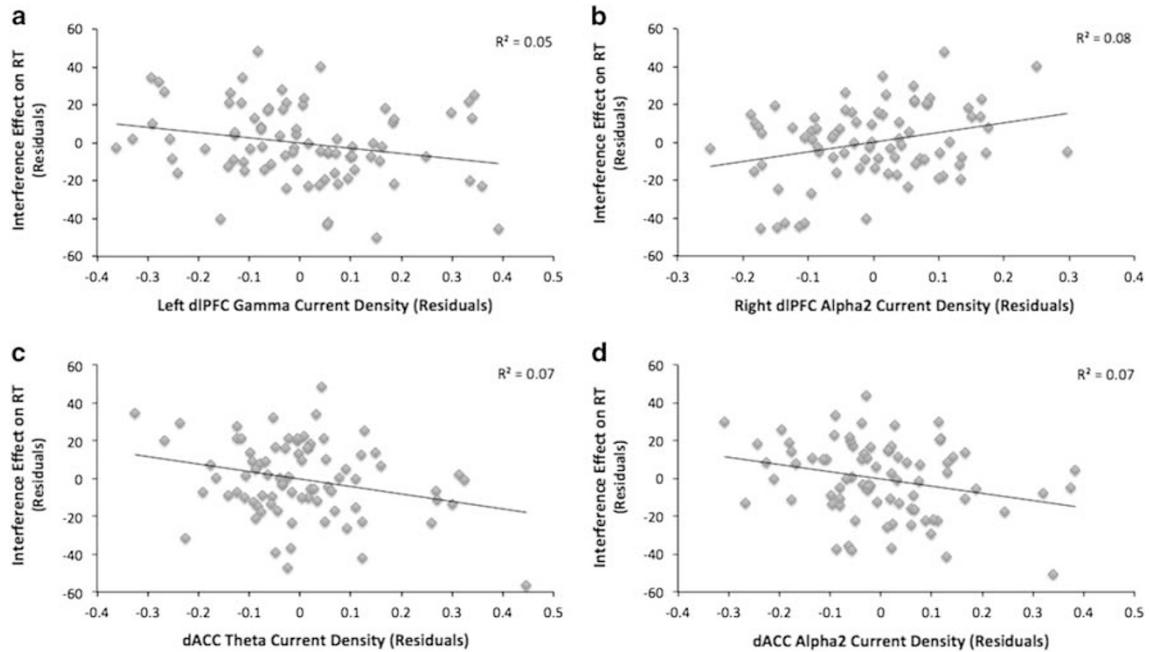 a
R² = 0.05
Interference Effect on RT
(Residuals)
60
40
20
0
-20
-40
-60
-0.4 -0.3 -0.2 -0.1 0 0.1 0.2 0.3 0.4 0.5
Left dlPFC Gamma Current Density (Residuals)
b
R² = 0.08
Interference Effect on RT
(Residuals)
60
40
20
0
-20
-40
-60
-0.3 -0.2 -0.1 0 0.1 0.2 0.3 0.4
Right dlPFC Alpha2 Current Density (Residuals)
c
R² = 0.07
Interference Effect on RT
(Residuals)
60
40
20
0
-20
-40
-60
-0.4 -0.3 -0.2 -0.1 0 0.1 0.2 0.3 0.4 0.5
dACC Theta Current Density (Residuals)
d
R² = 0.07
Interference Effect on RT
(Residuals)
60
40
20
0
-20
-40
-60
-0.4 -0.3 -0.2 -0.1 0 0.1 0.2 0.3 0.4 0.5
dACC Alpha2 Current Density (Residuals)